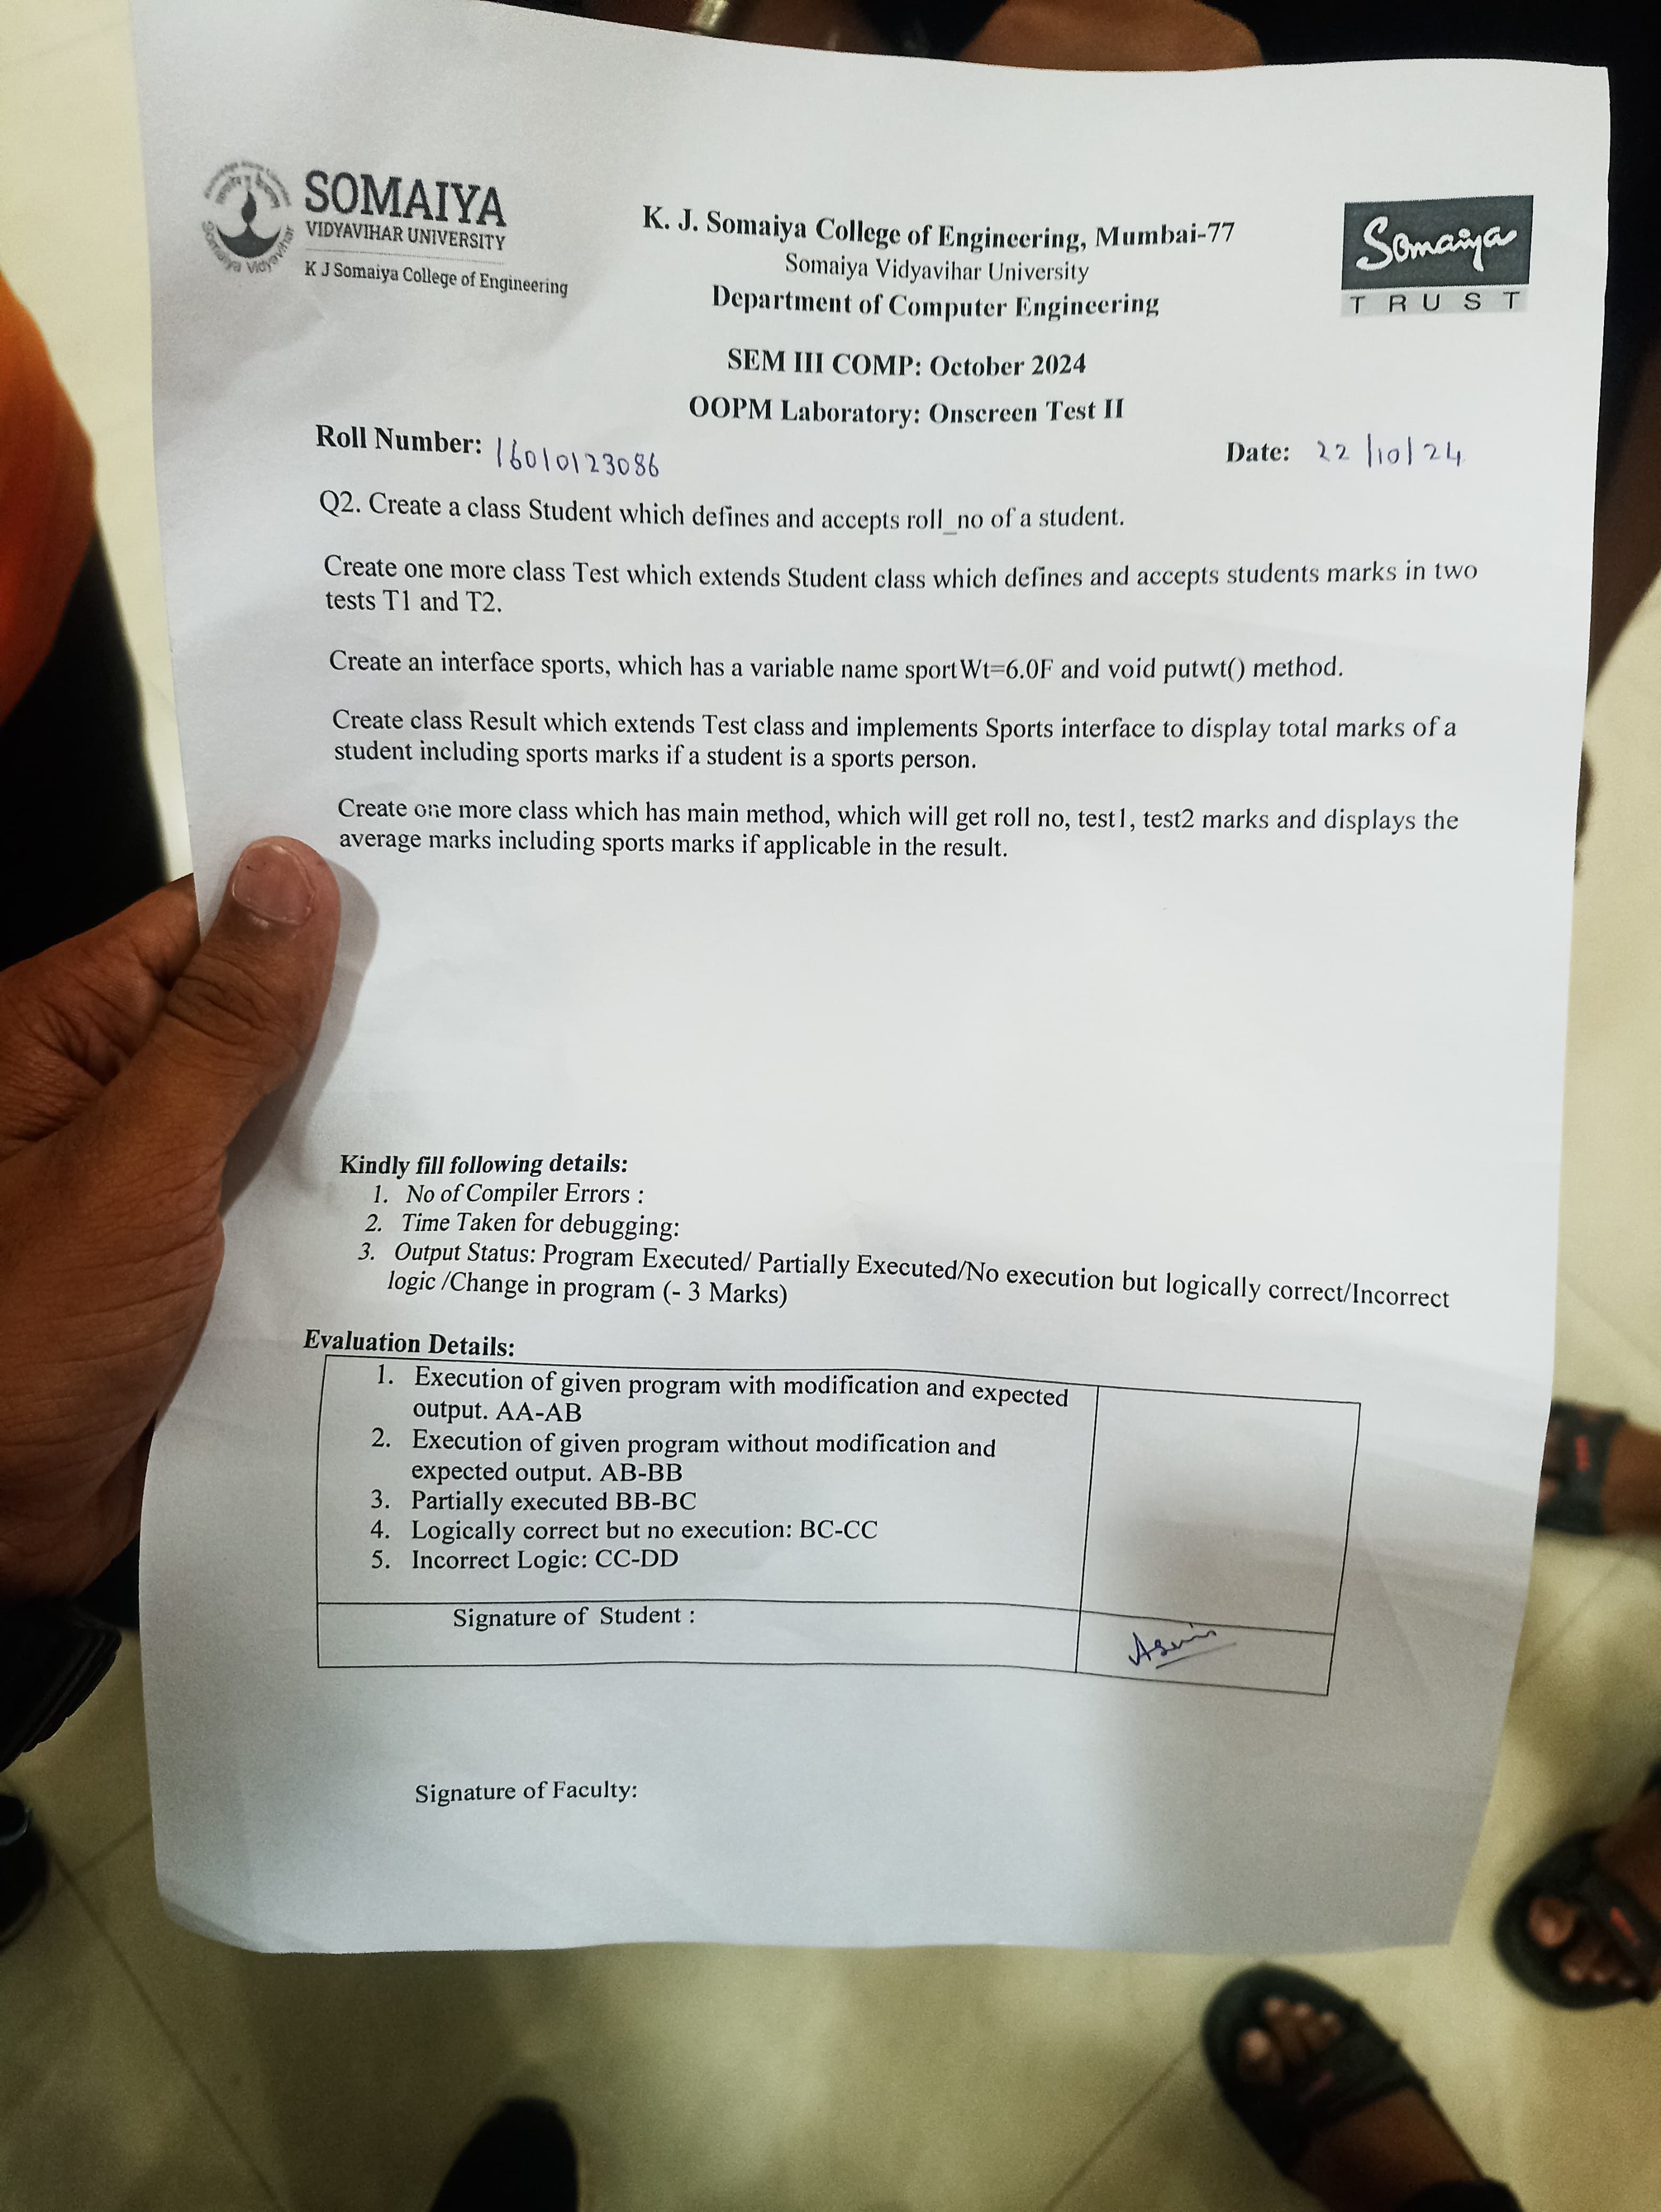 SOMAIYA
VIDYAVIHAR UNIVERSITY
K J Somaiya College of Engineering
Somaiya Vidyavihar
K. J. Somaiya College of Engineering, Mumbai-77
Somaiya Vidyavihar University
Department of Computer Engineering
Somaiya
TRUST
SEM III COMP: October 2024
OOPM Laboratory: Onscreen Test II
Roll Number: 16010123086
Date: 22/10/24
Q2. Create a class Student which defines and accepts roll_no of a student.
Create one more class Test which extends Student class which defines and accepts students marks in two
tests T1 and T2.
Create an interface sports, which has a variable name sportWt=6.0F and void putwt() method.
Create class Result which extends Test class and implements Sports interface to display total marks of a
student including sports marks if a student is a sports person.
Create one more class which has main method, which will get roll no, test1, test2 marks and displays the
average marks including sports marks if applicable in the result.
Kindly fill following details:
1. No of Compiler Errors :
2. Time Taken for debugging:
3. Output Status: Program Executed/ Partially Executed/No execution but logically correct/Incorrect
logic /Change in program (- 3 Marks)
Evaluation Details:
1. Execution of given program with modification and expected
output. AA-AB
2. Execution of given program without modification and
expected output. AB-BB
3. Partially executed BB-BC
4. Logically correct but no execution: BC-CC
5. Incorrect Logic: CC-DD
Signature of Student :
Signature of Faculty: